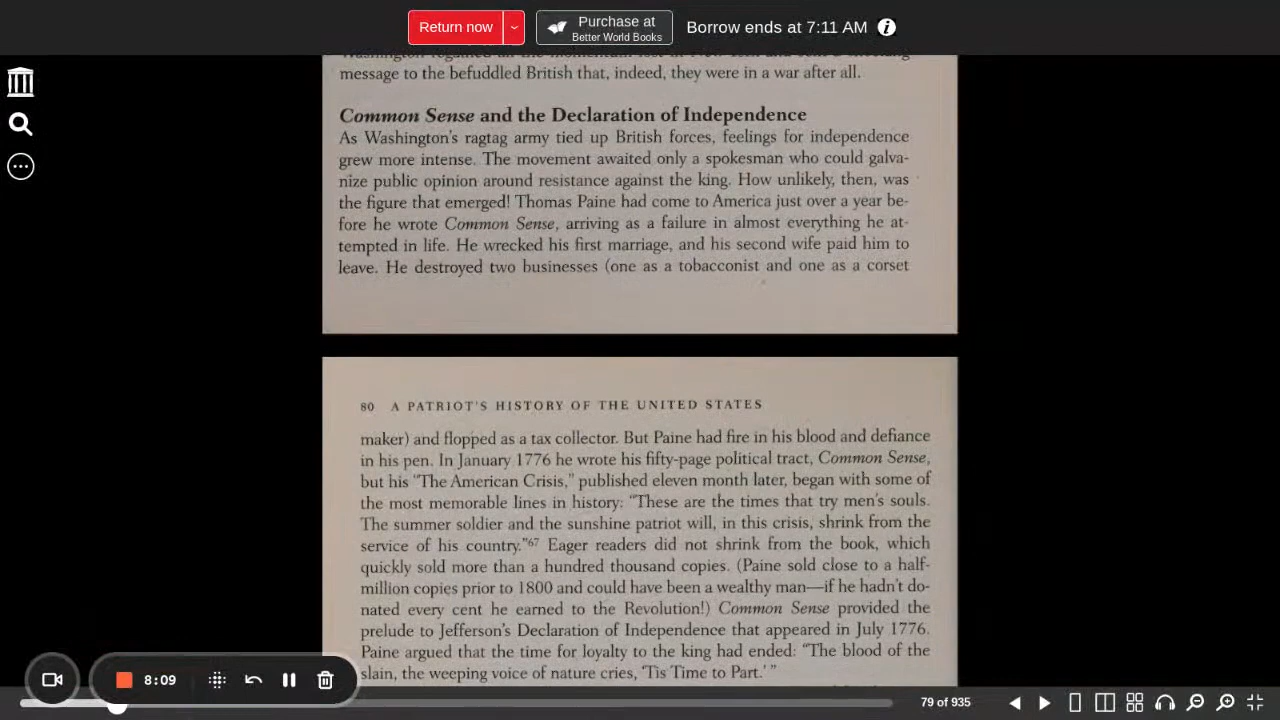 Return now
Purchase at
Better World Books
Borrow ends at 7:11 AM
message to the befuddled British that, indeed, they were in a war after all.
Common Sense and the Declaration of Independence
As Washington's ragtag army tied up British forces, feelings for independence
grew more intense. The movement awaited only a spokesman who could galva-
nize public opinion around resistance against the king. How unlikely, then, was
the figure that emerged! Thomas Paine had come to America just over a year be-
fore he wrote Common Sense, arriving as a failure in almost everything he at-
tempted in life. He wrecked his first marriage, and his second wife paid him to
leave. He destroyed two businesses (one as a tobacconist and one as a corset
80 A PATRIOT'S HISTORY OF THE UNITED STATES
maker) and flopped as a tax collector. But Paine had fire in his blood and defiance
in his pen. In January 1776 he wrote his fifty-page political tract, Common Sense,
but his "The American Crisis," published eleven month later, began with some of
the most memorable lines in history: "These are the times that try men's souls.
The summer soldier and the sunshine patriot will, in this crisis, shrink from the
service of his country."67 Eager readers did not shrink from the book, which
quickly sold more than a hundred thousand copies. (Paine sold close to a half-
million copies prior to 1800 and could have been a wealthy man—if he hadn't do-
nated every cent he earned to the Revolution!) Common Sense provided the
prelude to Jefferson's Declaration of Independence that appeared in July 1776.
Paine argued that the time for loyalty to the king had ended: "The blood of the
slain, the weeping voice of nature cries, 'Tis Time to Part.'"
8:09
79 of 935